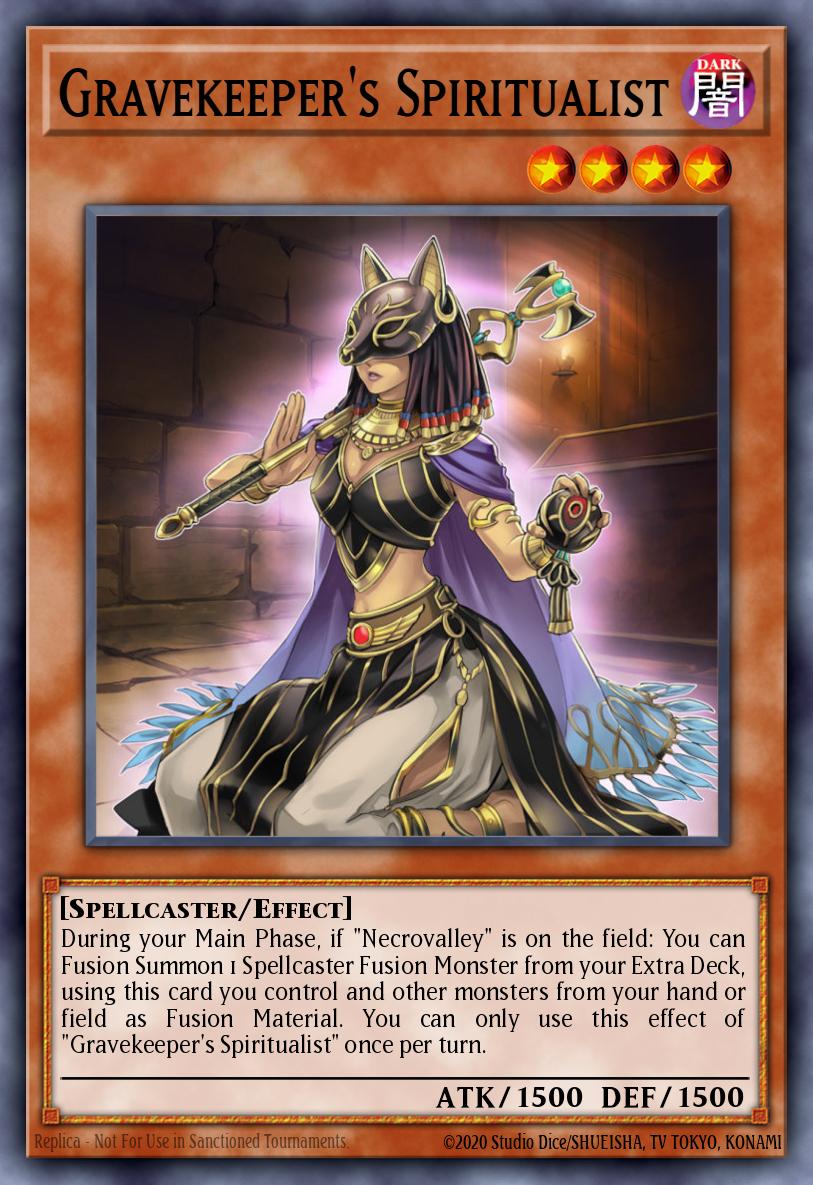 Gravekeeper's Spiritualist
DARK
闇
[Spellcaster/Effect]
During your Main Phase, if "Necrovalley" is on the field: You can
Fusion Summon 1 Spellcaster Fusion Monster from your Extra Deck,
using this card you control and other monsters from your hand or
field as Fusion Material. You can only use this effect of
"Gravekeeper's Spiritualist" once per turn.
ATK/1500 DEF/1500
Replica - Not For Use in Sanctioned Tournaments.
©2020 Studio Dice/SHUEISHA, TV TOKYO, KONAMI